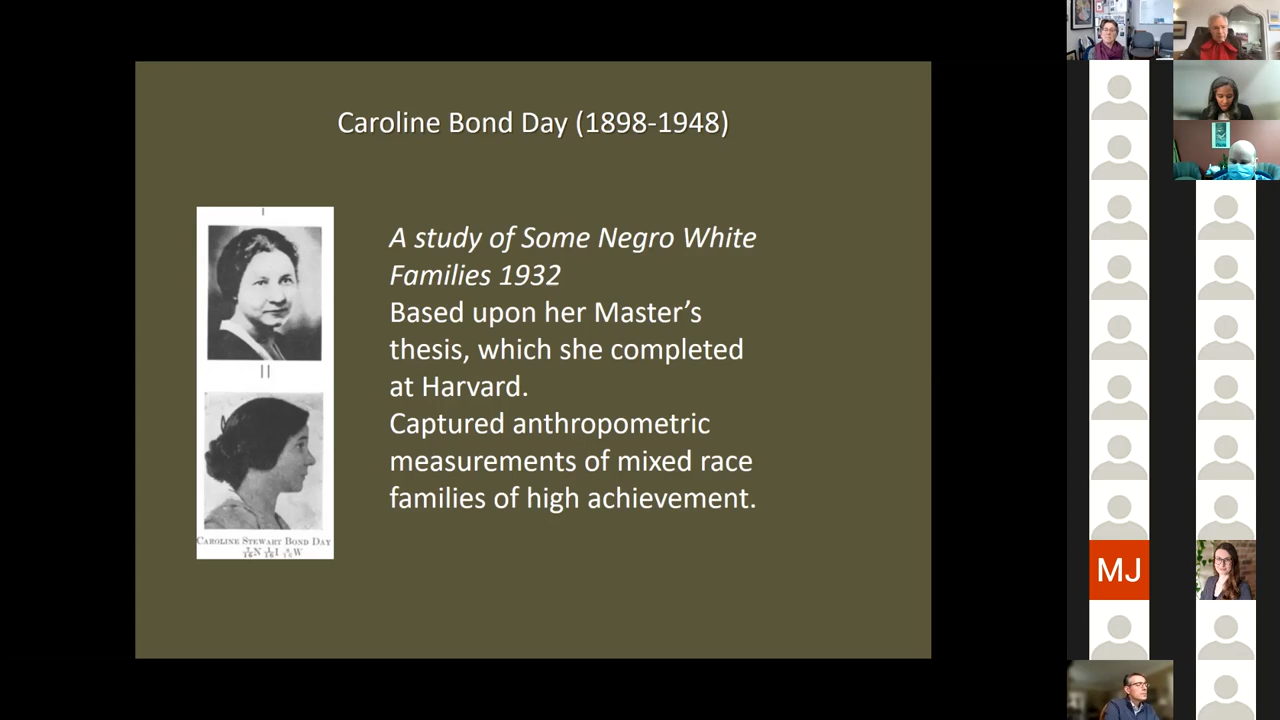 Caroline Bond Day (1898-1948)
I
A study of Some Negro White
Families 1932
Based upon her Master’s
thesis, which she completed
at Harvard.
Captured anthropometric
measurements of mixed race
families of high achievement.
II
CAROLINE STEWART BOND DAY
MJ